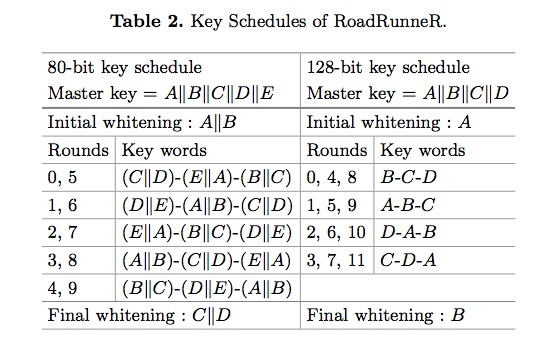 Table 2. Key Schedules of RoadRunneR.
80-bit key schedule 128-bit key schedule
Master key = A∥B∥C∥D∥E Master key = A∥B∥C∥D
Initial whitening : A∥B Initial whitening : A
Rounds Key words Rounds Key words
0, 5 (C∥D)-(E∥A)-(B∥C) 0, 4, 8 B-C-D
1, 6 (D∥E)-(A∥B)-(C∥D) 1, 5, 9 A-B-C
2, 7 (E∥A)-(B∥C)-(D∥E) 2, 6, 10 D-A-B
3, 8 (A∥B)-(C∥D)-(E∥A) 3, 7, 11 C-D-A
4, 9 (B∥C)-(D∥E)-(A∥B)
Final whitening : C∥D Final whitening : B